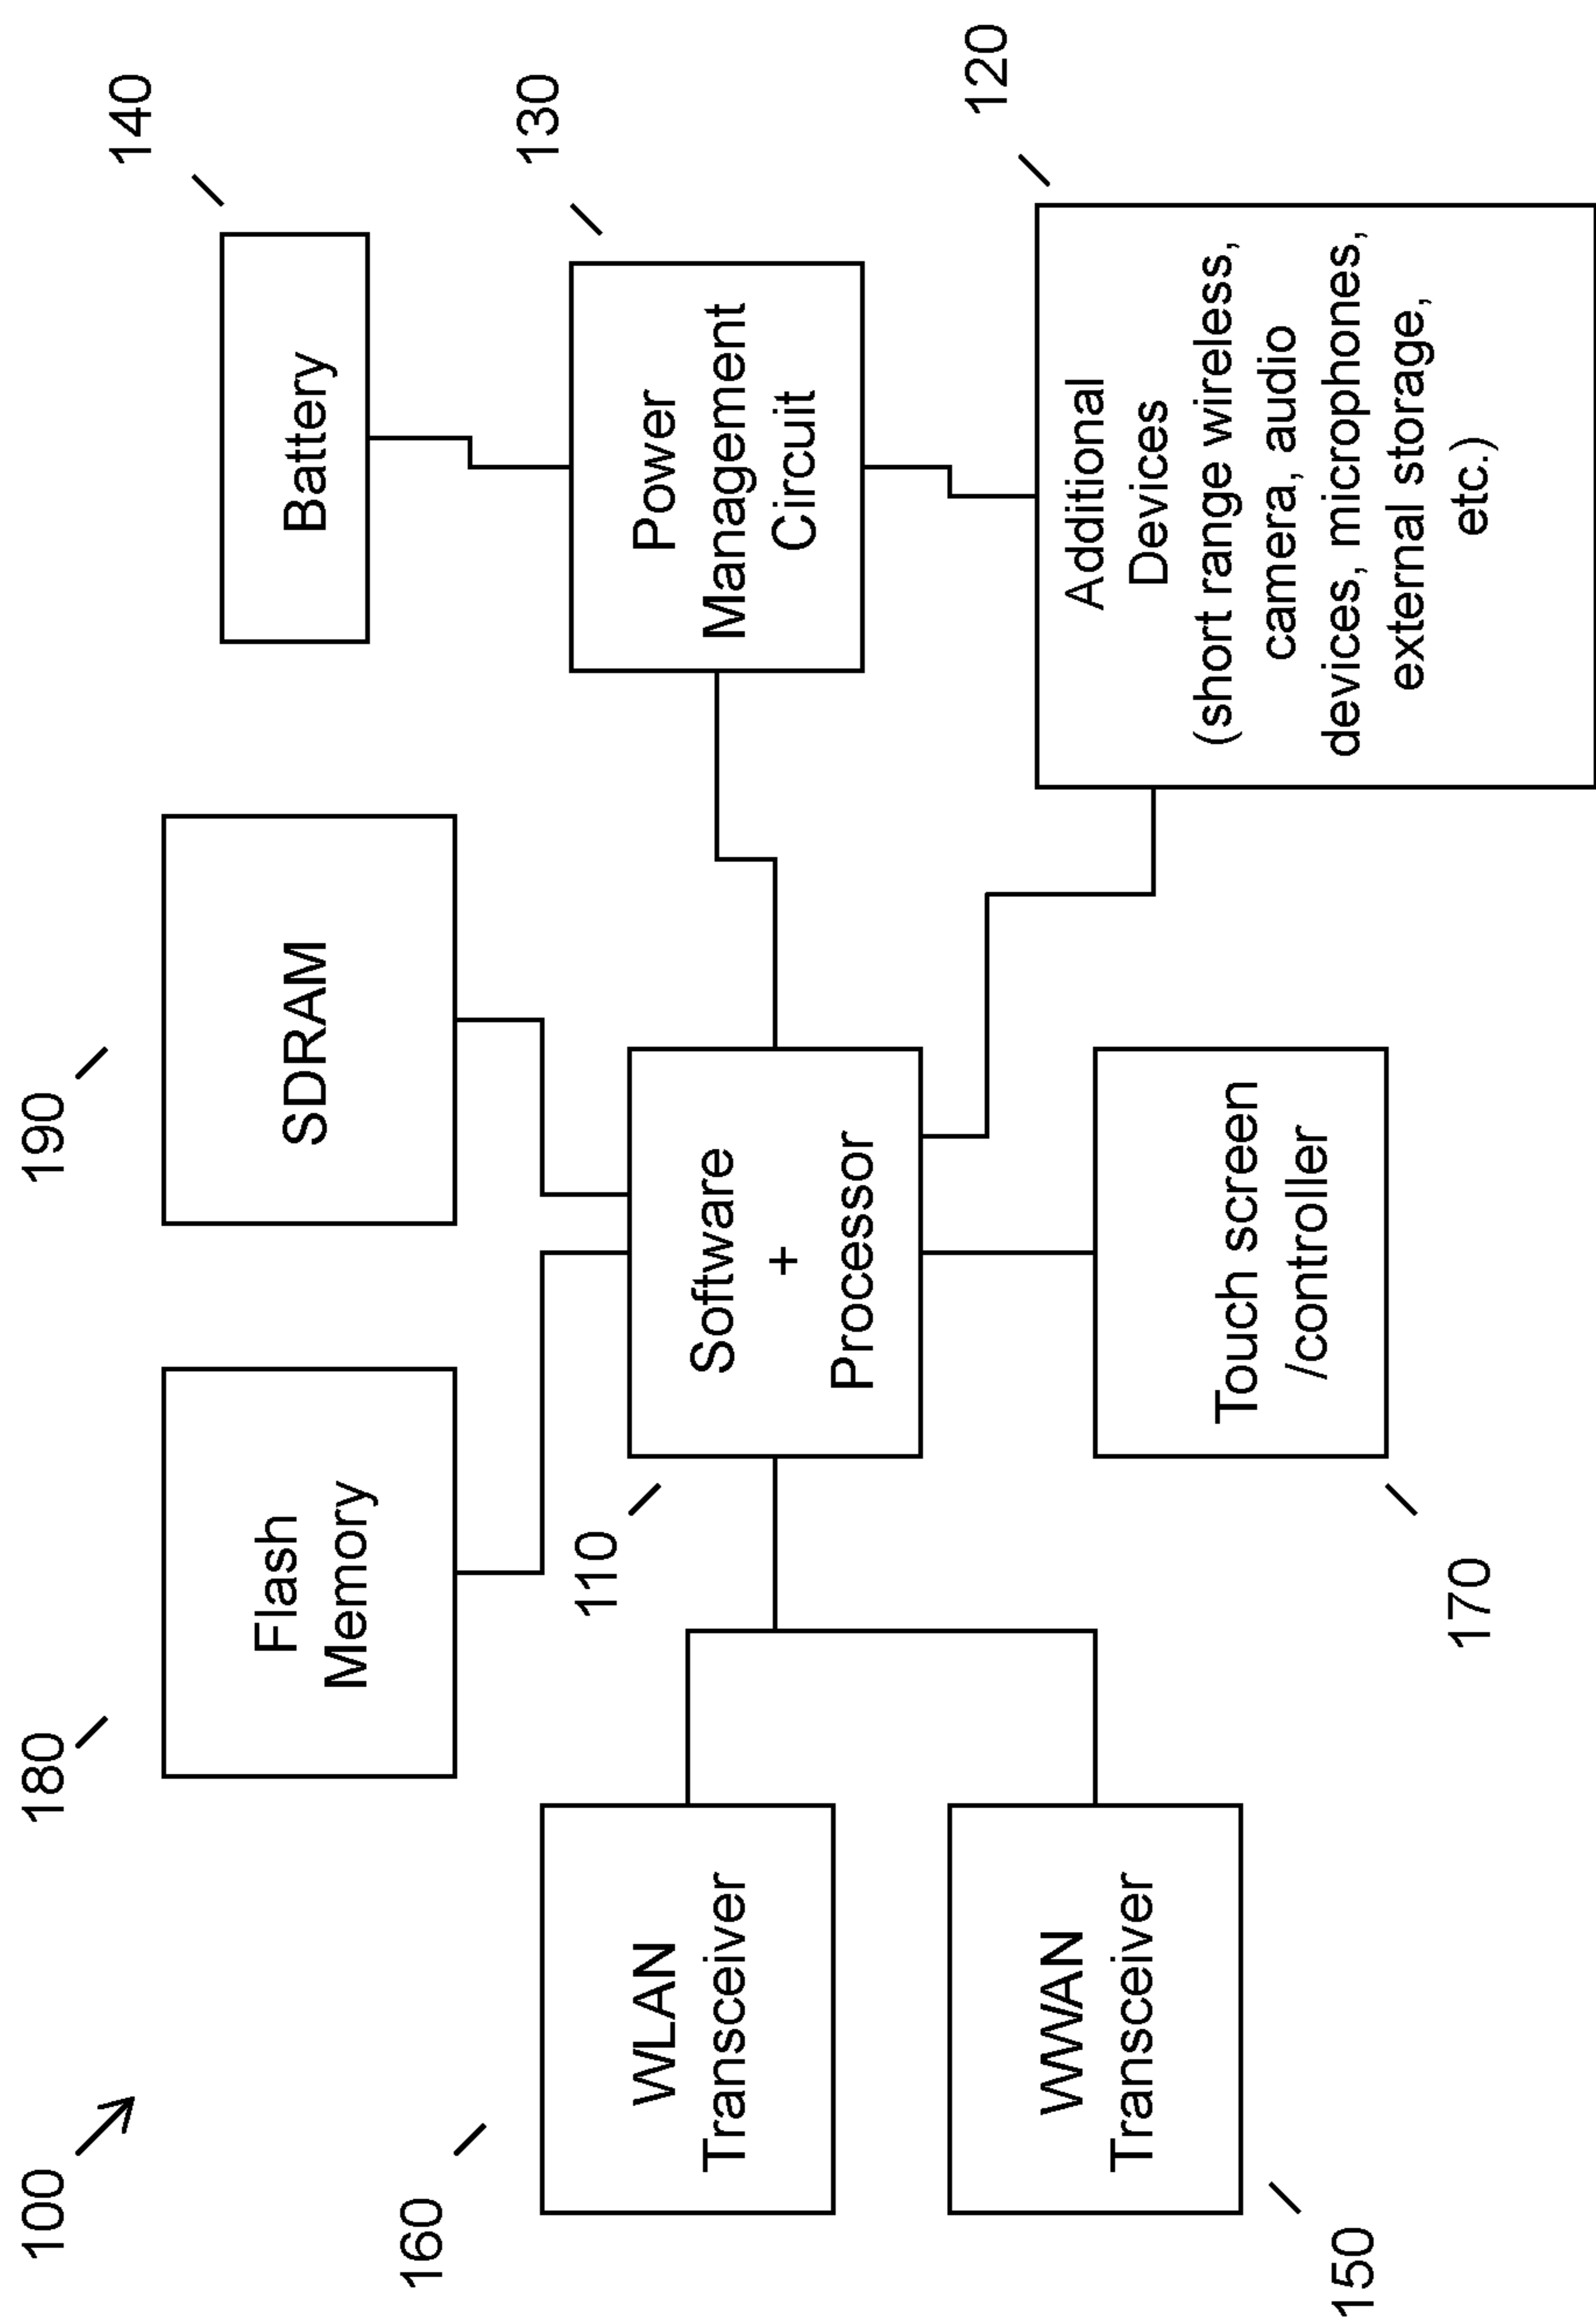 100
180
190
140
Flash
Memory
SDRAM
Battery
160
110
130
WLAN
Transceiver
Software
+
Processor
Power
Management
Circuit
120
WWAN
Transceiver
Touch screen
/controller
Additional
Devices
(short range wireless,
camera, audio
devices, microphones,
external storage,
etc.)
150
170